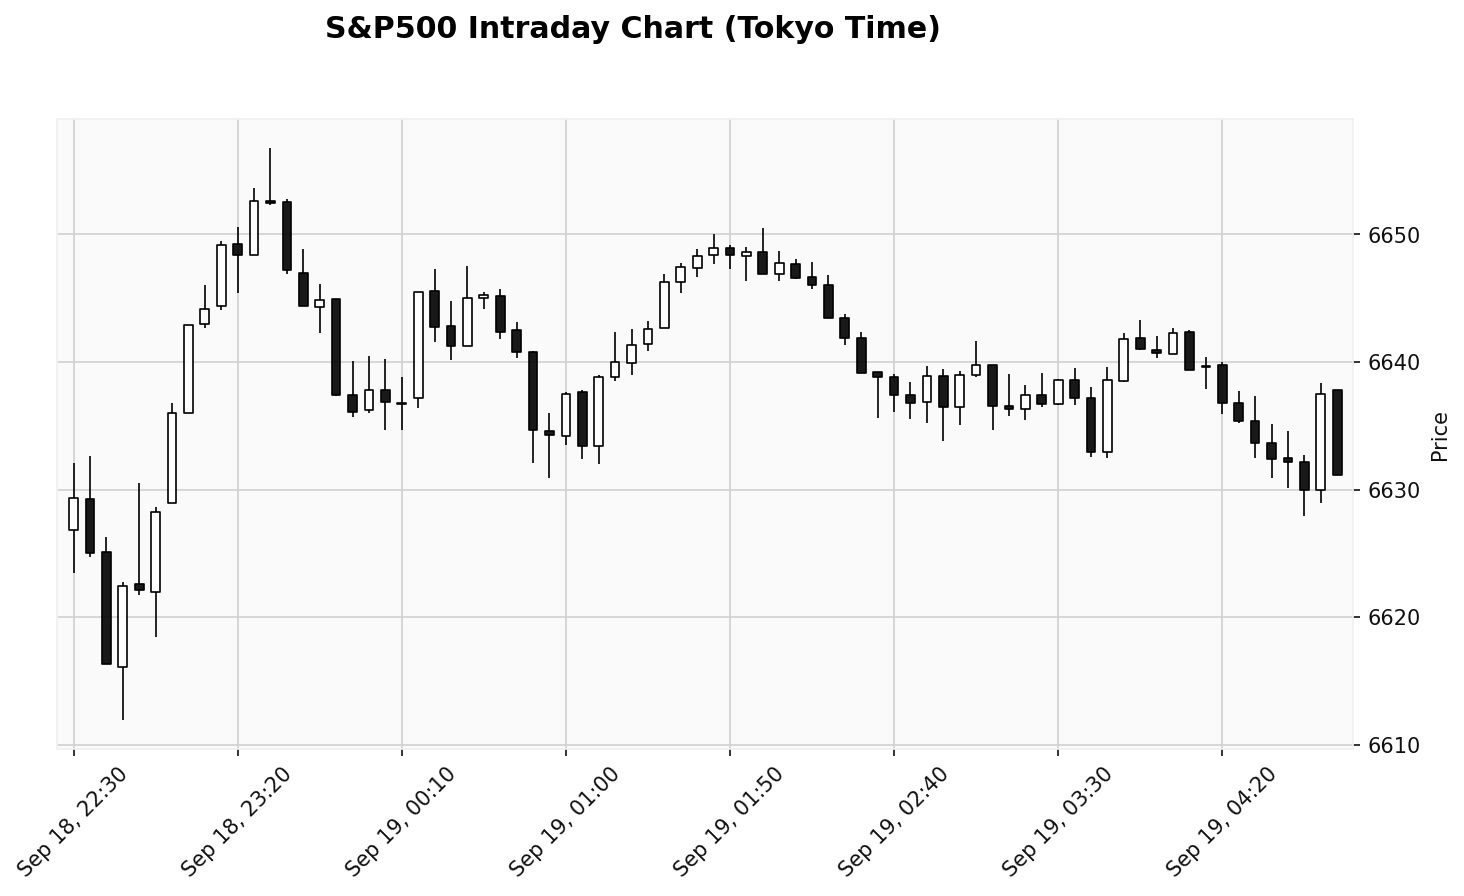 S&P500 Intraday Chart (Tokyo Time)
6650
6640
6630
6620
6610
Price
Sep 18, 22:30
Sep 18, 23:20
Sep 19, 00:10
Sep 19, 01:00
Sep 19, 01:50
Sep 19, 02:40
Sep 19, 03:30
Sep 19, 04:20